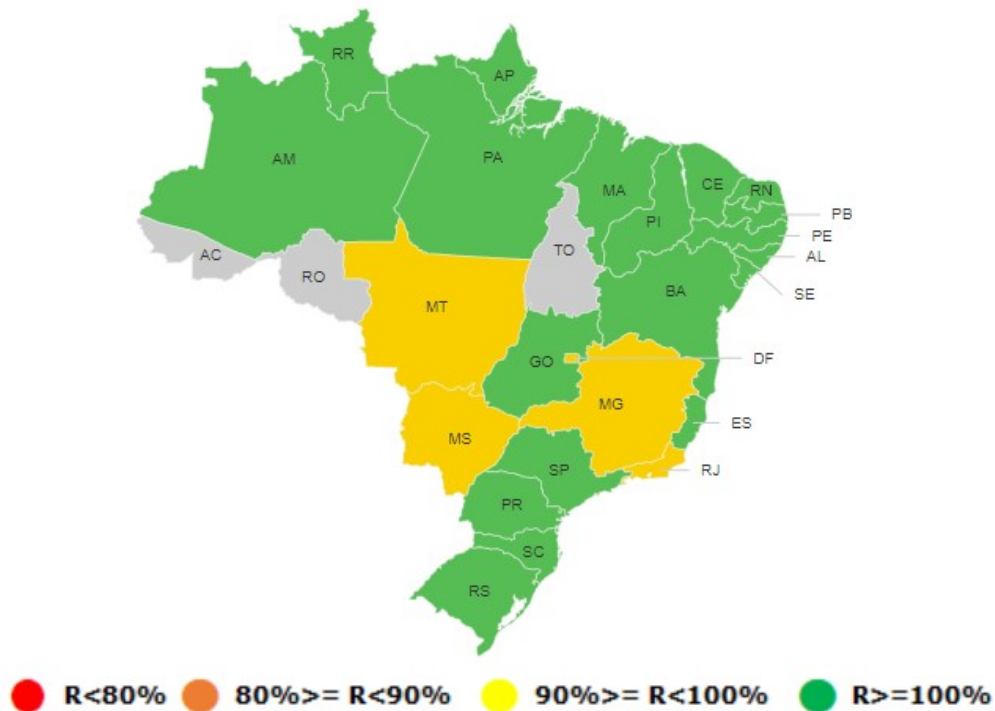 RR
AP
AM
PA
MA
CE
RN
PI
PB
PE
AC
RO
TO
AL
SE
BA
MT
GO
DF
MG
ES
MS
SP
RJ
PR
SC
RS
R<80% 80%>= R<90% 90%>= R<100% R>=100%